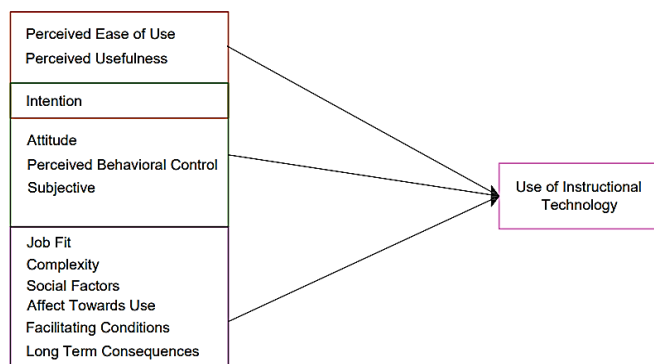 Perceived Ease of Use
Perceived Usefulness
Intention
Attitude
Perceived Behavioral Control
Subjective
Job Fit
Complexity
Social Factors
Affect Towards Use
Facilitating Conditions
Long Term Consequences
Use of Instructional
Technology